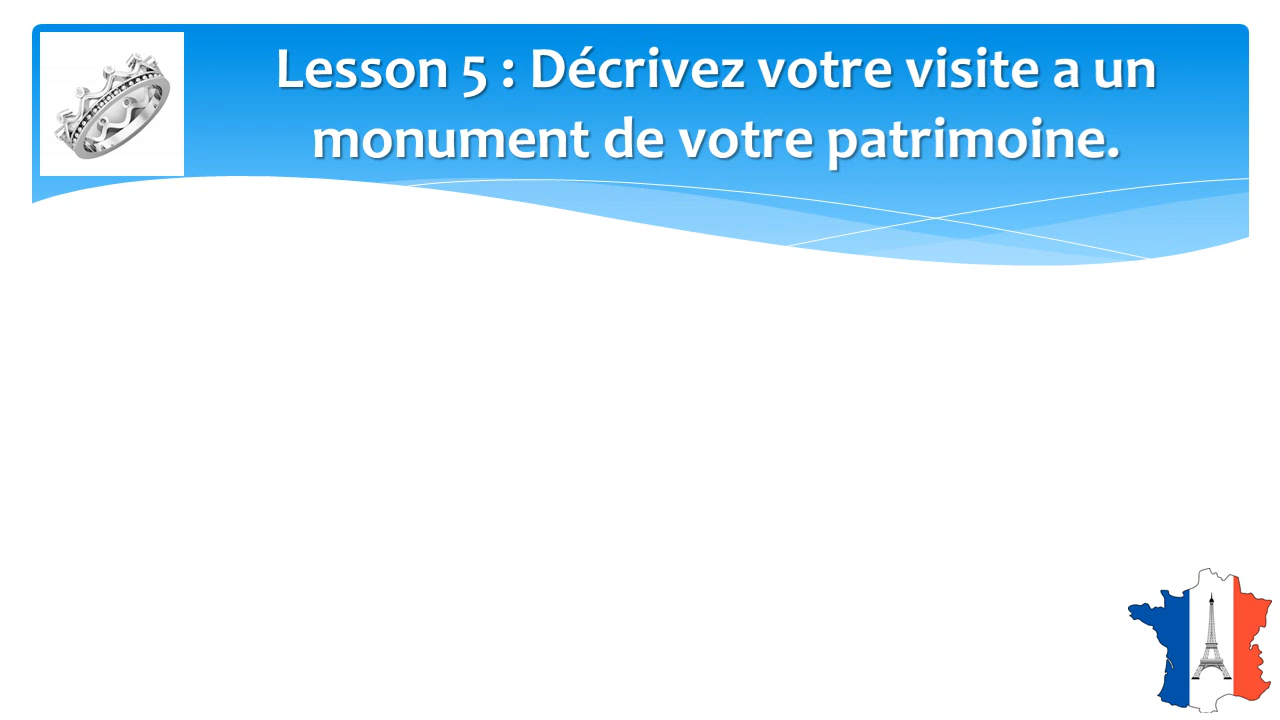 Lesson 5 : Décrivez votre visite a un
monument de votre patrimoine.